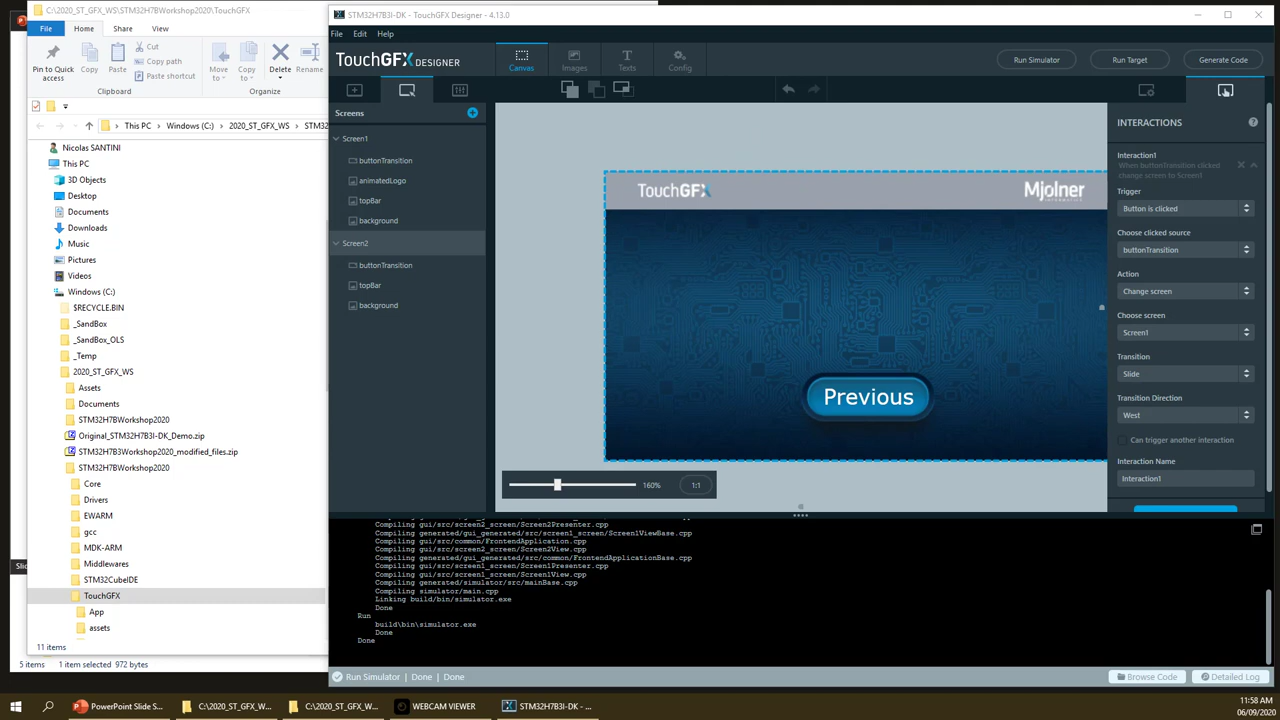 C:\2020_ST_GFX_WS\STM32H7BWorkshop2020\TouchGFX
File
Home
Share
View
Pin to Quick access
Copy
Paste
Cut
Copy path
Paste shortcut
Move to
Copy to
Delete
Rename
Clipboard
Organize
This PC
Windows (C:)
2020_ST_GFX_WS
STM32
Nicolas SANTINI
This PC
3D Objects
Desktop
Documents
Downloads
Music
Pictures
Videos
Windows (C:)
$RECYCLE.BIN
_SandBox
_SandBox_OLS
_Temp
2020_ST_GFX_WS
Assets
Documents
STM32H7BWorkshop2020
Original_STM32H7B3I-DK_Demo.zip
STM32H7B3Workshop2020_modified_files.zip
STM32H7BWorkshop2020
Core
Drivers
EWARM
gcc
MDK-ARM
Middlewares
STM32CubeIDE
TouchGFX
App
assets
11 items
5 items
1 item selected 972 bytes
STM32H7B3I-DK - TouchGFX Designer - 4.13.0
File
Edit
Help
TouchGFX DESIGNER
Canvas
Images
Texts
Config
Run Simulator
Run Target
Generate Code
Screens
Screen1
buttonTransition
animatedLogo
topBar
background
Screen2
buttonTransition
topBar
background
TouchGFX
Mjolner
INFORMATICS
Previous
160%
1:1
INTERACTIONS
Interaction1
When buttonTransition clicked
change screen to Screen1
Trigger
Button is clicked
Choose clicked source
buttonTransition
Action
Change screen
Choose screen
Screen1
Transition
Slide
Transition Direction
West
Can trigger another interaction
Interaction Name
Interaction1
Compiling gui/src/screen2_screen/Screen2Presenter.cpp
Compiling generated/gui_generated/src/screen1_screen/Screen1ViewBase.cpp
Compiling gui/src/common/FrontendApplication.cpp
Compiling gui/src/screen2_screen/Screen2View.cpp
Compiling generated/gui_generated/src/common/FrontendApplicationBase.cpp
Compiling gui/src/screen1_screen/Screen1Presenter.cpp
Compiling gui/src/screen1_screen/Screen1View.cpp
Compiling generated/simulator/src/mainBase.cpp
Compiling simulator/main.cpp
Linking build/bin/simulator.exe
Done
Run
build\bin\simulator.exe
Done
Done
Run Simulator | Done | Done
Browse Code
Detailed Log
PowerPoint Slide S...
C:\2020_ST_GFX_W...
C:\2020_ST_GFX_W...
WEBCAM VIEWER
STM32H7B3I-DK - ...
11:58 AM
06/09/2020